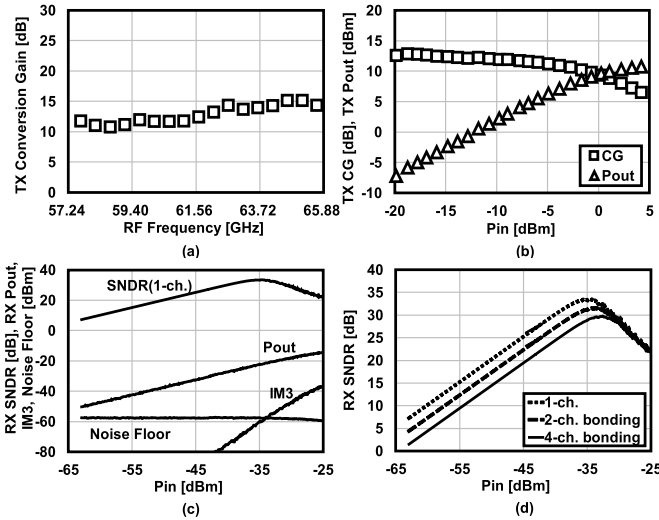 TX Conversion Gain [dB]
30
25
20
15
10
5
0
57.24
59.40
61.56
63.72
65.88
RF Frequency [GHz]
(a)
TX CG [dB], TX Pout [dBm]
20
15
10
5
0
-5
-10
CG
Pout
-20
-15
-10
-5
0
5
Pin [dBm]
(b)
RX SNDR [dB], RX Pout,
IM3, Noise Floor [dBm]
40
20
0
-20
-40
-60
-80
SNDR(1-ch.)
Pout
IM3
Noise Floor
-65
-55
-45
-35
-25
Pin [dBm]
(c)
RX SNDR [dB]
40
35
30
25
20
15
10
5
0
1-ch.
2-ch. bonding
4-ch. bonding
-65
-55
-45
-35
-25
Pin [dBm]
(d)